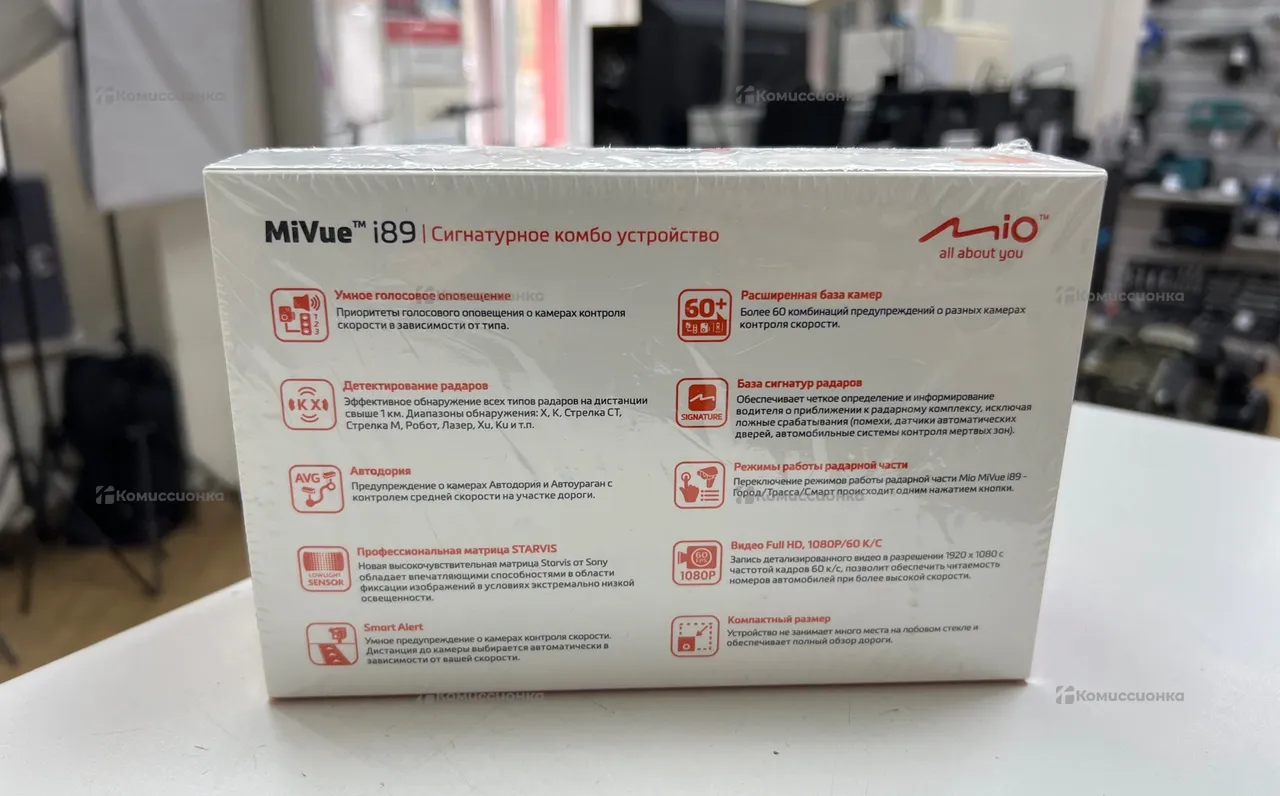 MiVue™ i89 | Сигнатурное комбо устройство
Mio™
all about you
Умное голосовое оповещение
Приоритеты голосового оповещения о камерах контроля
скорости в зависимости от типа.
1
2
3
60+
Расширенная база камер
Более 60 комбинаций предупреждений о разных камерах
контроля скорости.
K X
Детектирование радаров
Эффективное обнаружение всех типов радаров на дистанции
свыше 1 км. Диапазоны обнаружения: X, K, Стрелка СТ,
Стрелка М, Робот, Лазер, Xu, Ku и т.п.
SIGNATURE
База сигнатур радаров
Обеспечивает четкое определение и информирование
водителя о приближении к радарному комплексу, исключая
ложные срабатывания (помехи, датчики автоматических
дверей, автомобильные системы контроля мертвых зон).
AVG
Автодория
Предупреждение о камерах Автодория и Автоураган с
контролем средней скорости на участке дороги.
Режимы работы радарной части
Переключение режимов работы радарной части Mio MiVue i89 -
Город/Трасса/Смарт происходит одним нажатием кнопки.
LOWLIGHT
SENSOR
Профессиональная матрица STARVIS
Новая высокочувствительная матрица Starvis от Sony
обладает впечатляющими способностями в области
фиксации изображений в условиях экстремально низкой
освещенности.
60
1080P
Видео Full HD, 1080P/60 К/С
Запись детализированного видео в разрешении 1920 x 1080 с
частотой кадров 60 к/с, позволит обеспечить читаемость
номеров автомобилей при более высокой скорости.
Smart Alert
Умное предупреждение о камерах контроля скорости.
Дистанция до камеры выбирается автоматически в
зависимости от вашей скорости.
Компактный размер
Устройство не занимает много места на лобовом стекле и
обеспечивает полный обзор дороги.
Комиссионка
Комиссионка
Комиссионка
Комиссионка
Комиссионка
Комиссионка
Комиссионка
Комиссионка
Комиссионка